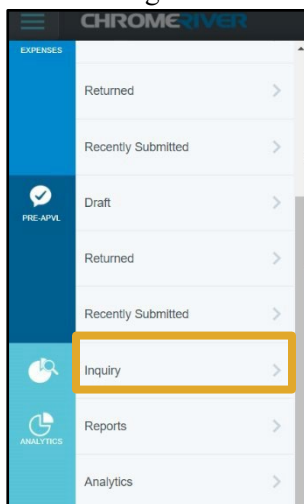 CHROMERIVER
EXPENSES
Returned
Recently Submitted
PRE-APVL
Draft
Returned
Recently Submitted
Inquiry
ANALYTICS
Reports
Analytics